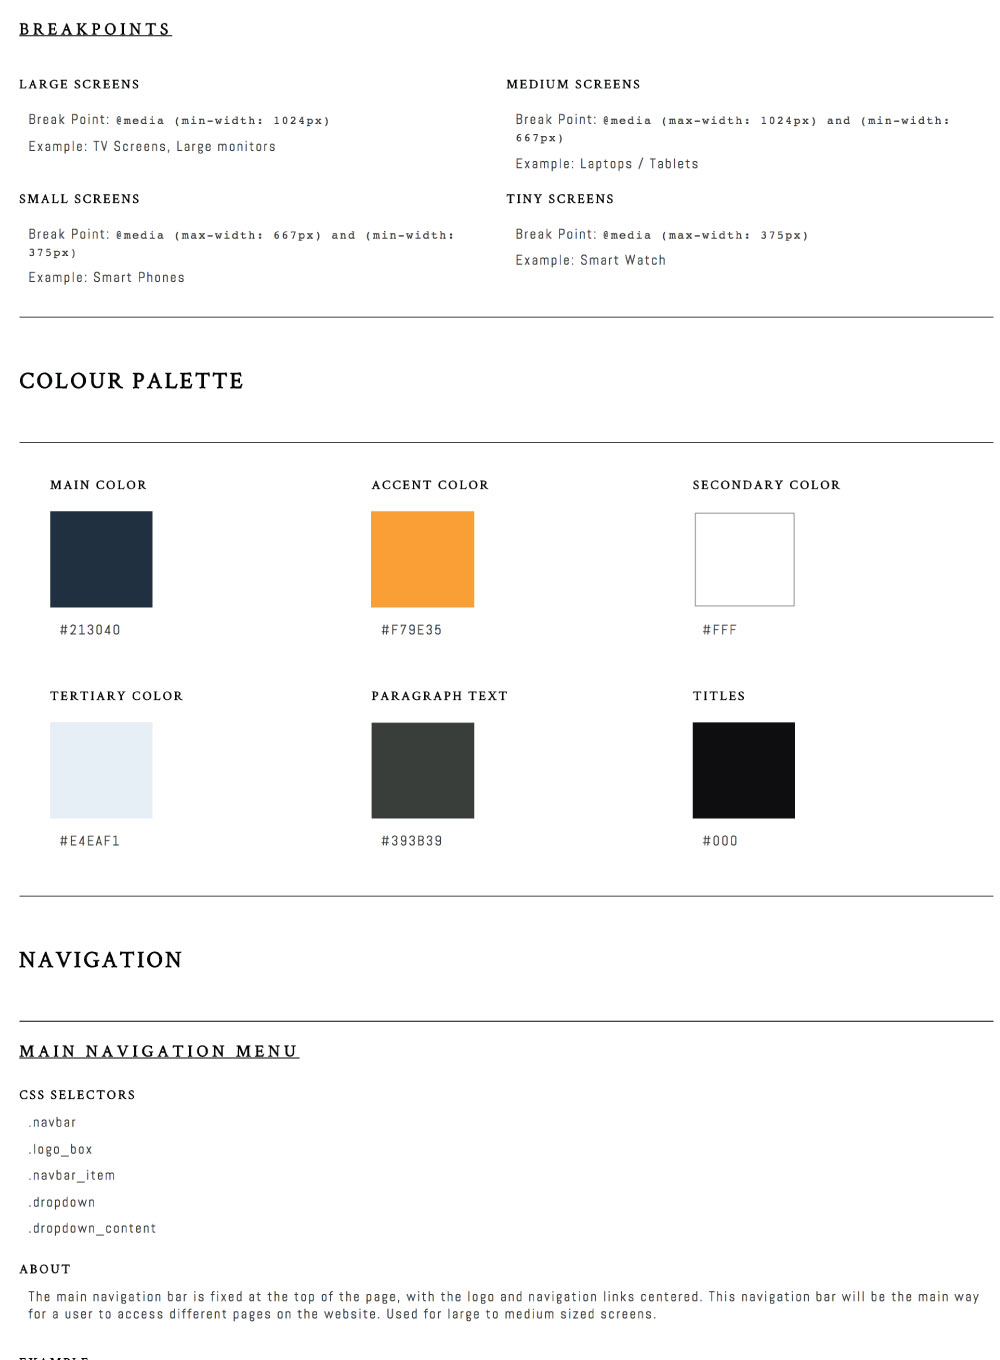 BREAKPOINTS
LARGE SCREENS
Break Point: @media (min-width: 1024px)
Example: TV Screens, Large monitors
MEDIUM SCREENS
Break Point: @media (max-width: 1024px) and (min-width:
667px)
Example: Laptops / Tablets
SMALL SCREENS
Break Point: @media (max-width: 667px) and (min-width:
375px)
Example: Smart Phones
TINY SCREENS
Break Point: @media (max-width: 375px)
Example: Smart Watch
COLOUR PALETTE
MAIN COLOR
#213040
ACCENT COLOR
#F79E35
SECONDARY COLOR
#FFF
TERTIARY COLOR
#E4EAF1
PARAGRAPH TEXT
#393B39
TITLES
#000
NAVIGATION
MAIN NAVIGATION MENU
CSS SELECTORS
.navbar
.logo_box
.navbar_item
.dropdown
.dropdown_content
ABOUT
The main navigation bar is fixed at the top of the page, with the logo and navigation links centered. This navigation bar will be the main way
for a user to access different pages on the website. Used for large to medium sized screens.
EXAMPLE